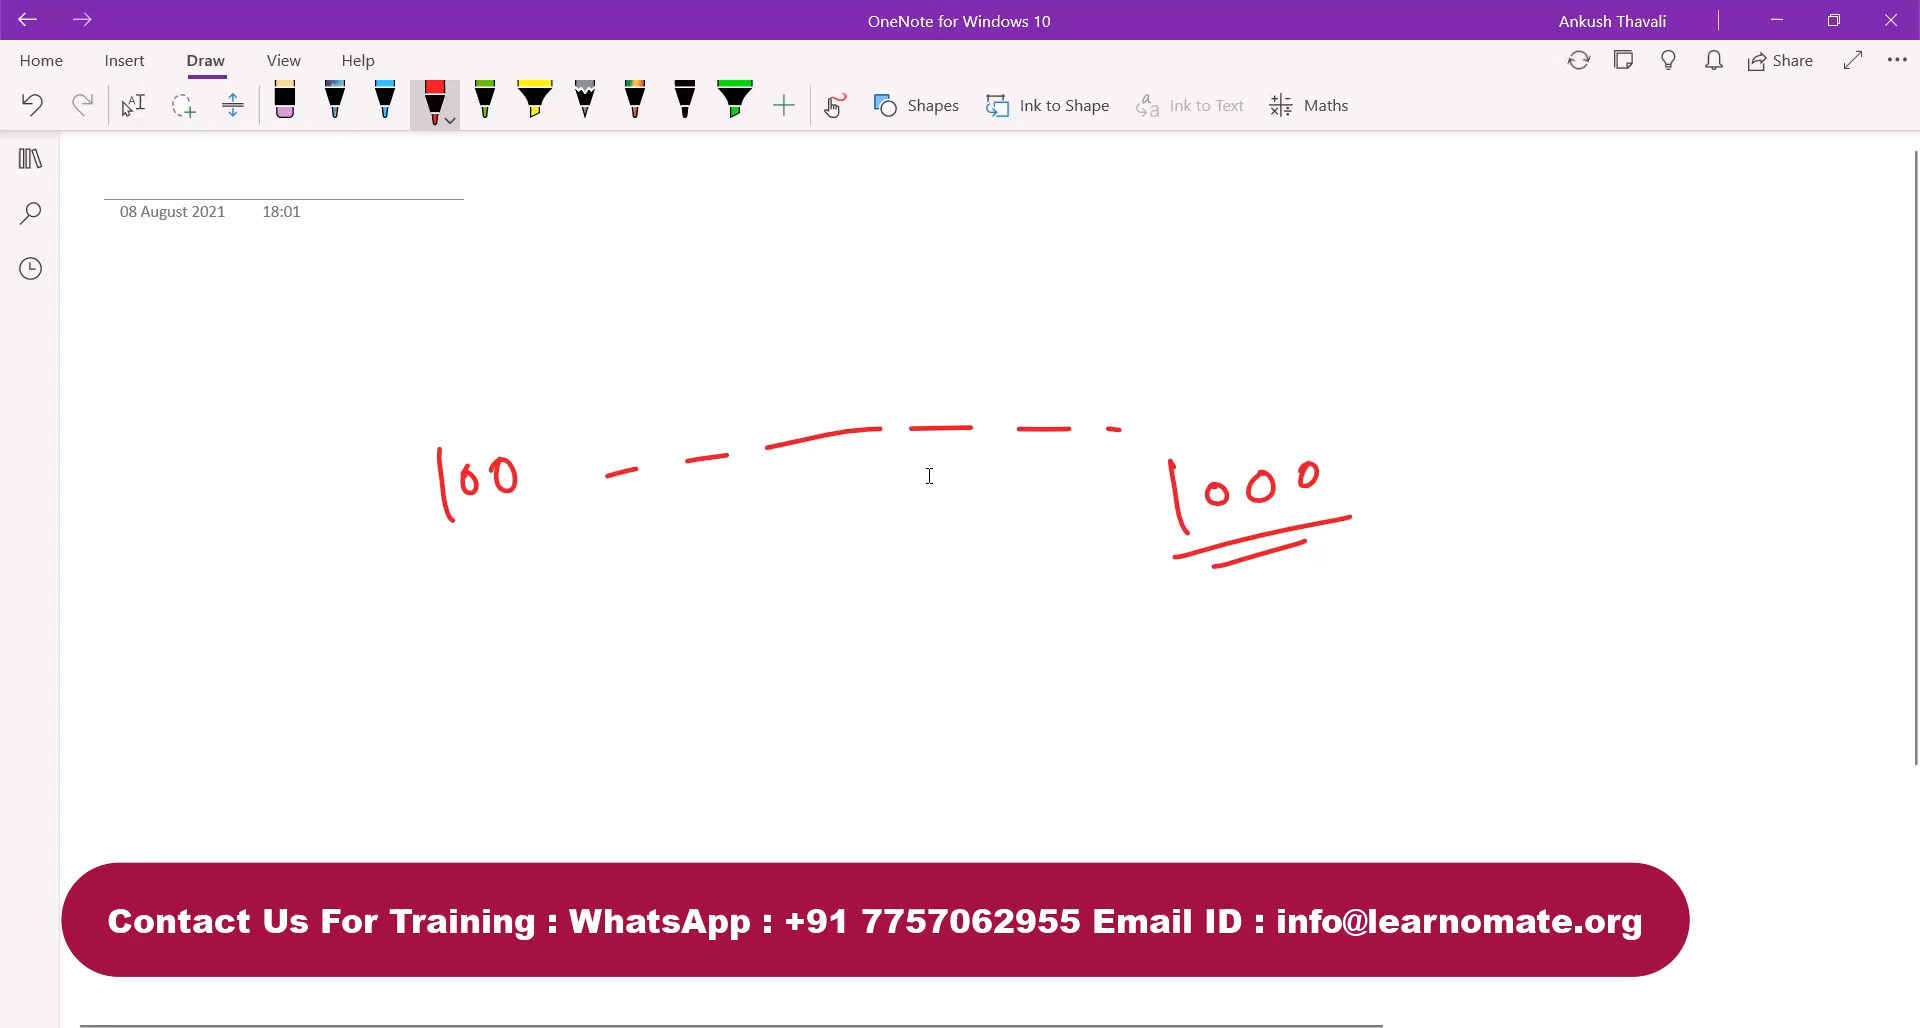 OneNote for Windows 10
Ankush Thavali
Home Insert Draw View Help
Share
Shapes Ink to Shape Ink to Text Maths
08 August 2021 18:01
100 1000
Contact Us For Training : WhatsApp : +91 7757062955 Email ID : info@learnomate.org